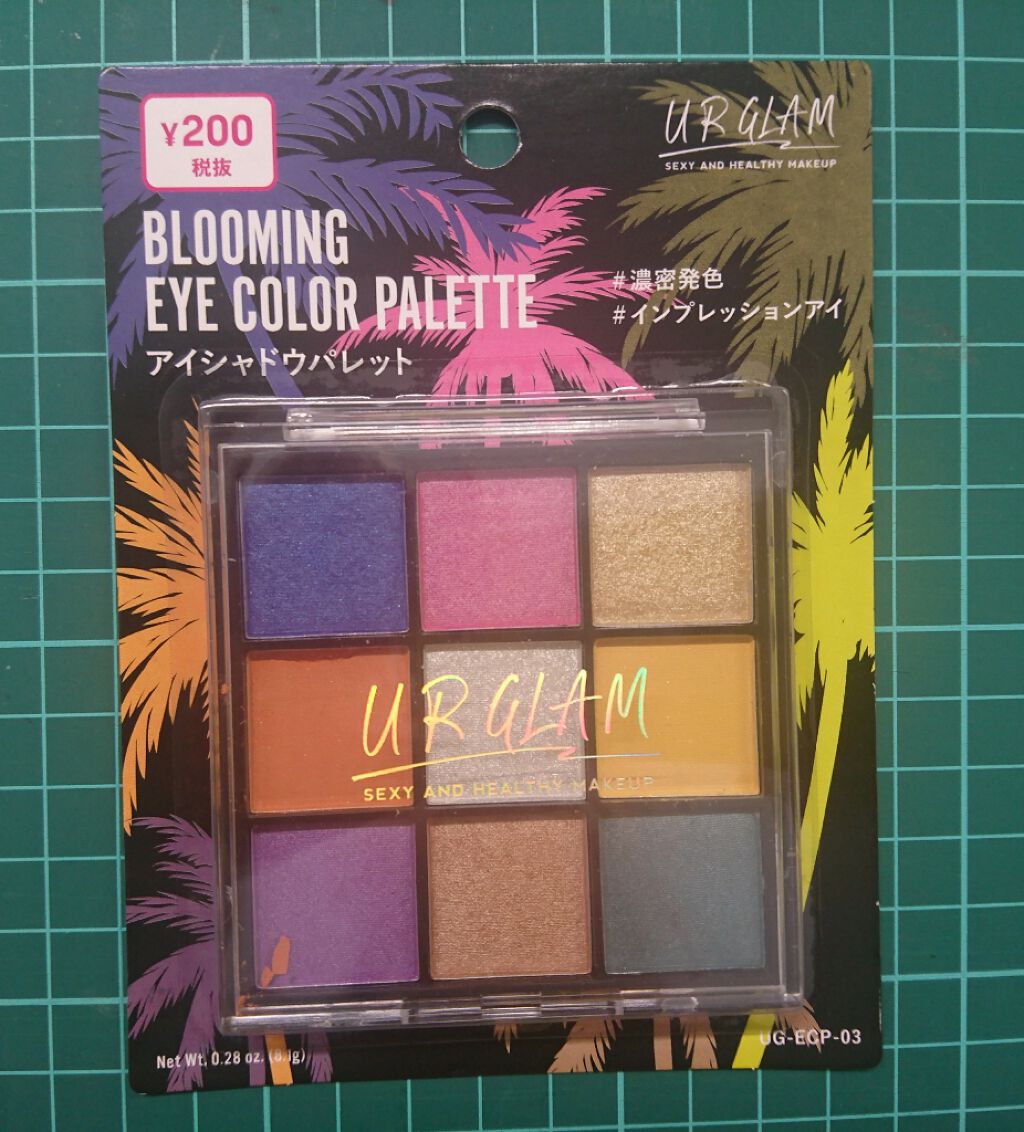 ¥200
税抜
UR GLAM
SEXY AND HEALTHY MAKEUP
BLOOMING
EYE COLOR PALETTE
アイシャドウパレット
#濃密発色
#インプレッションアイ
UR GLAM
SEXY AND HEALTHY MAKEUP
Net Wt. 0.28 oz. (8.1g)
UG-ECP-03